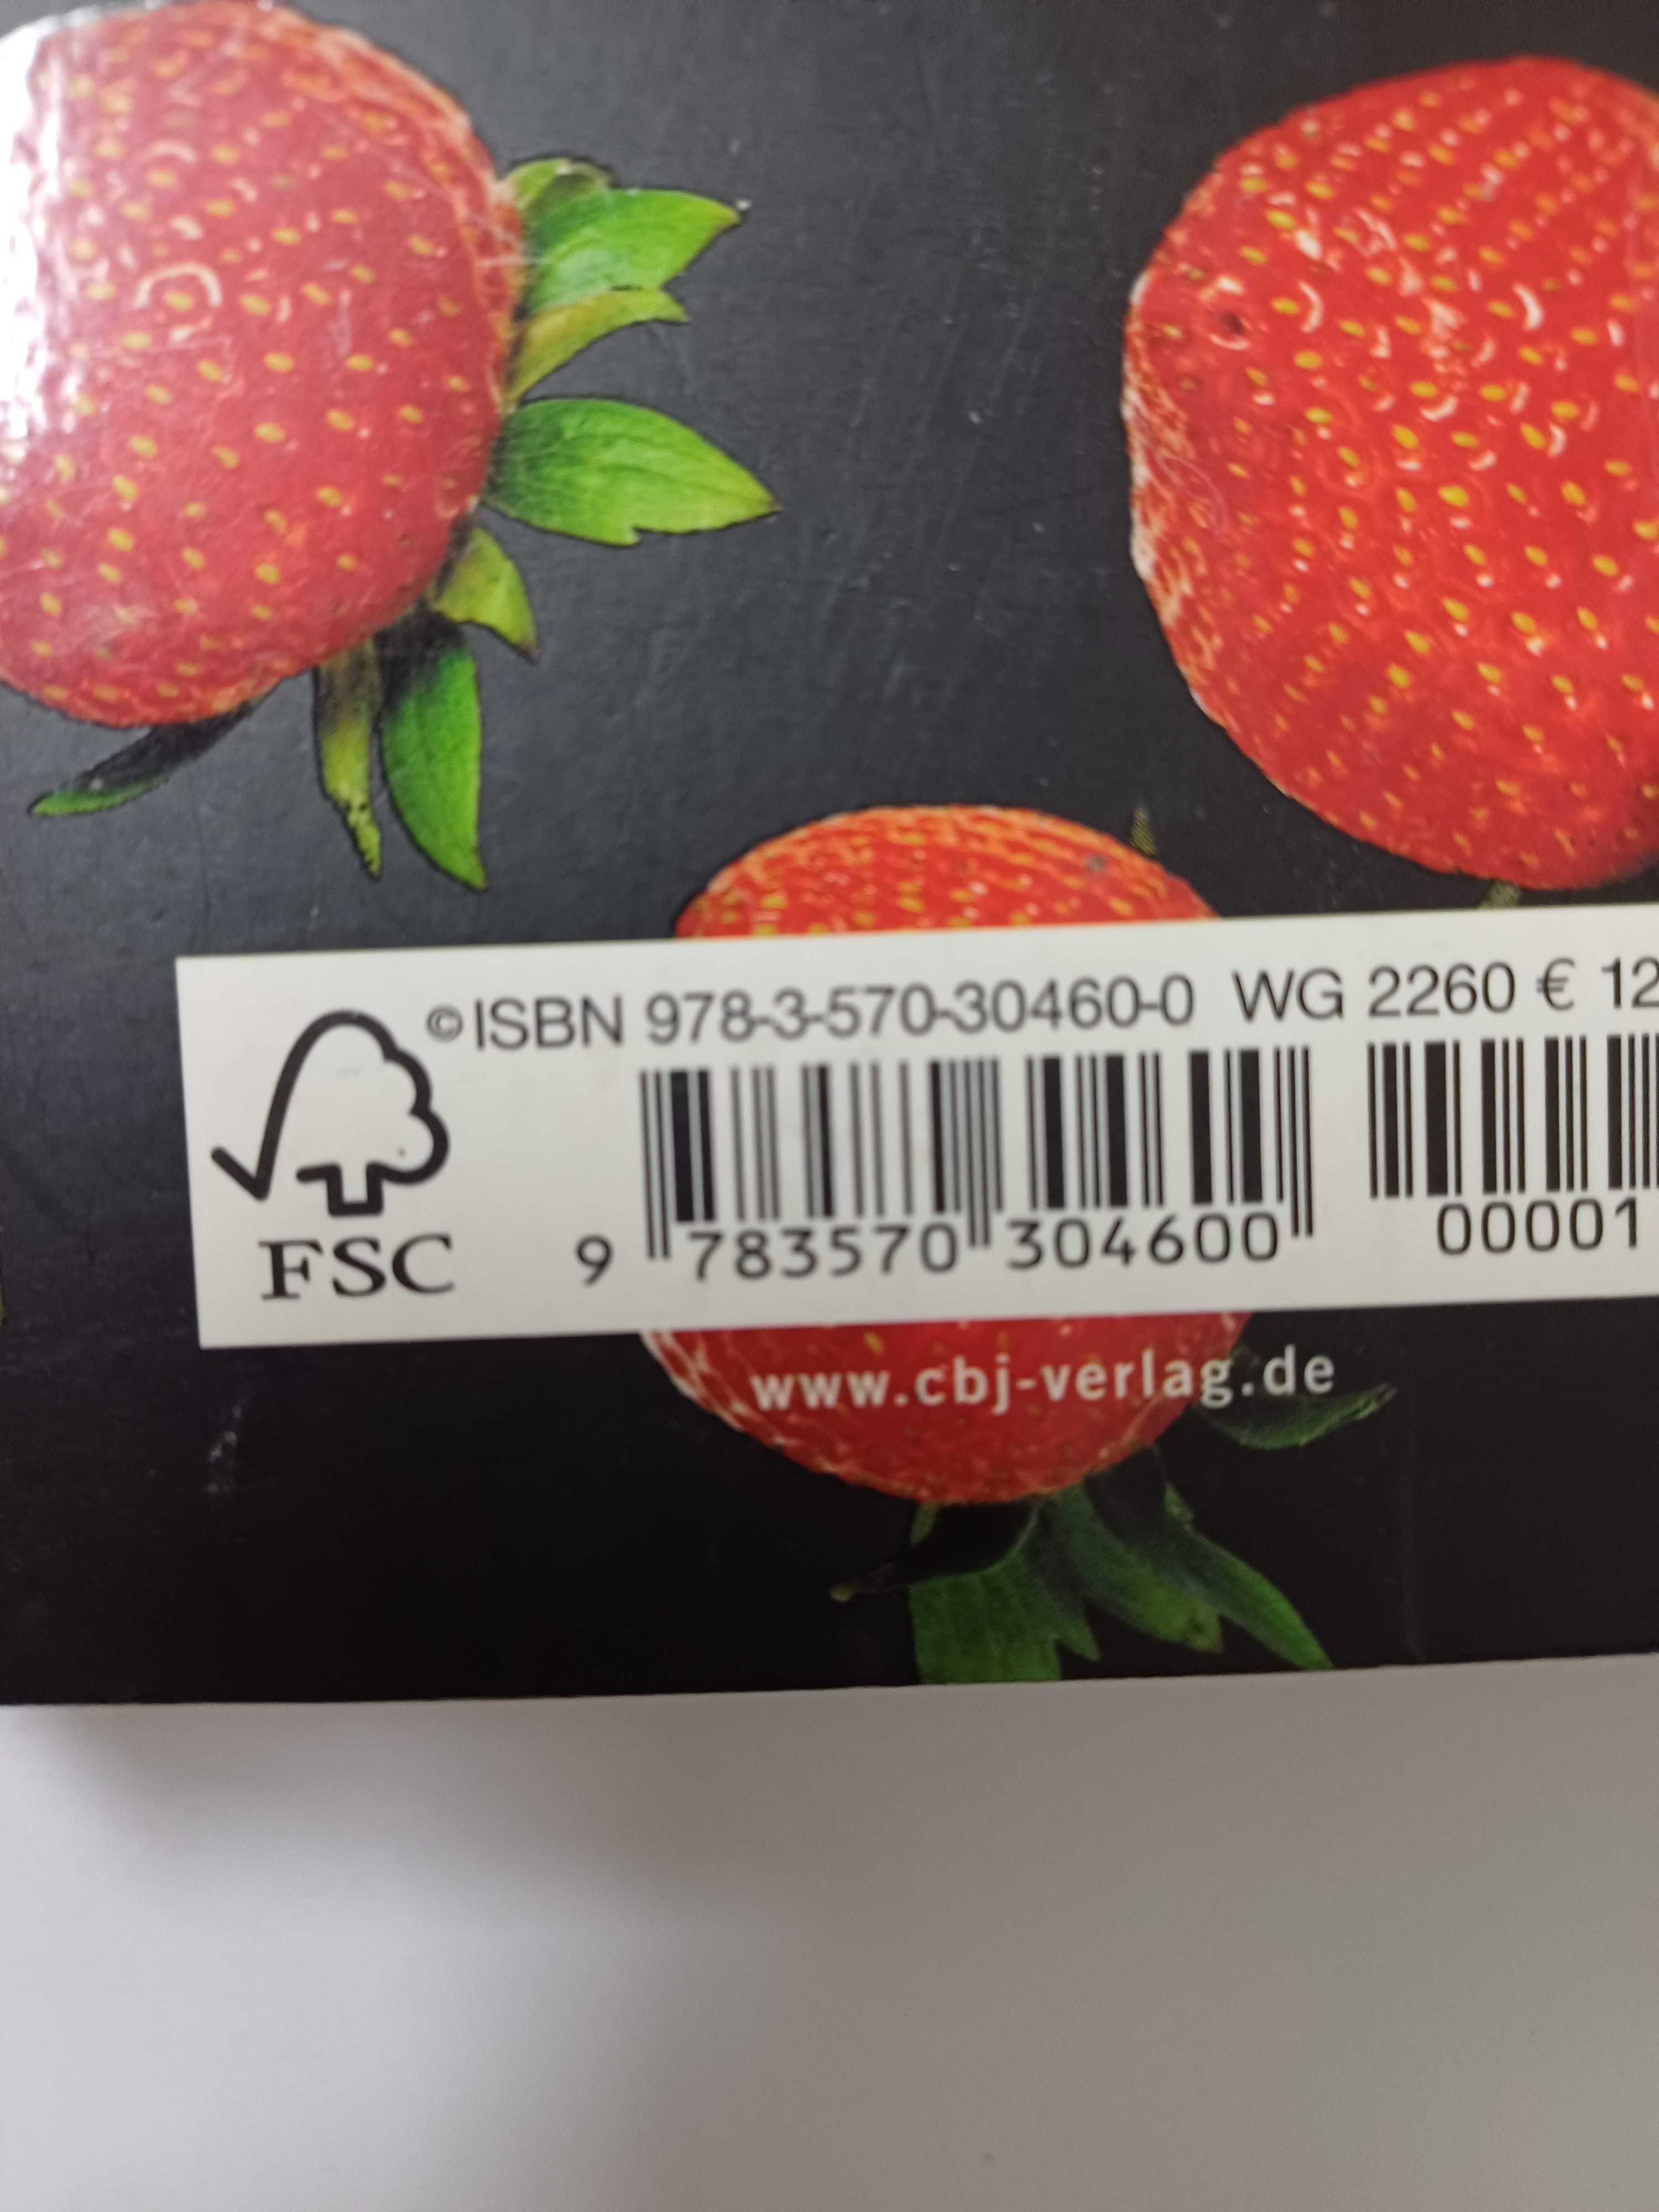 © ISBN 978-3-570-30460-0 WG 2260 € 12
FSC
9 783570 304600
00001
www.cbj-verlag.de